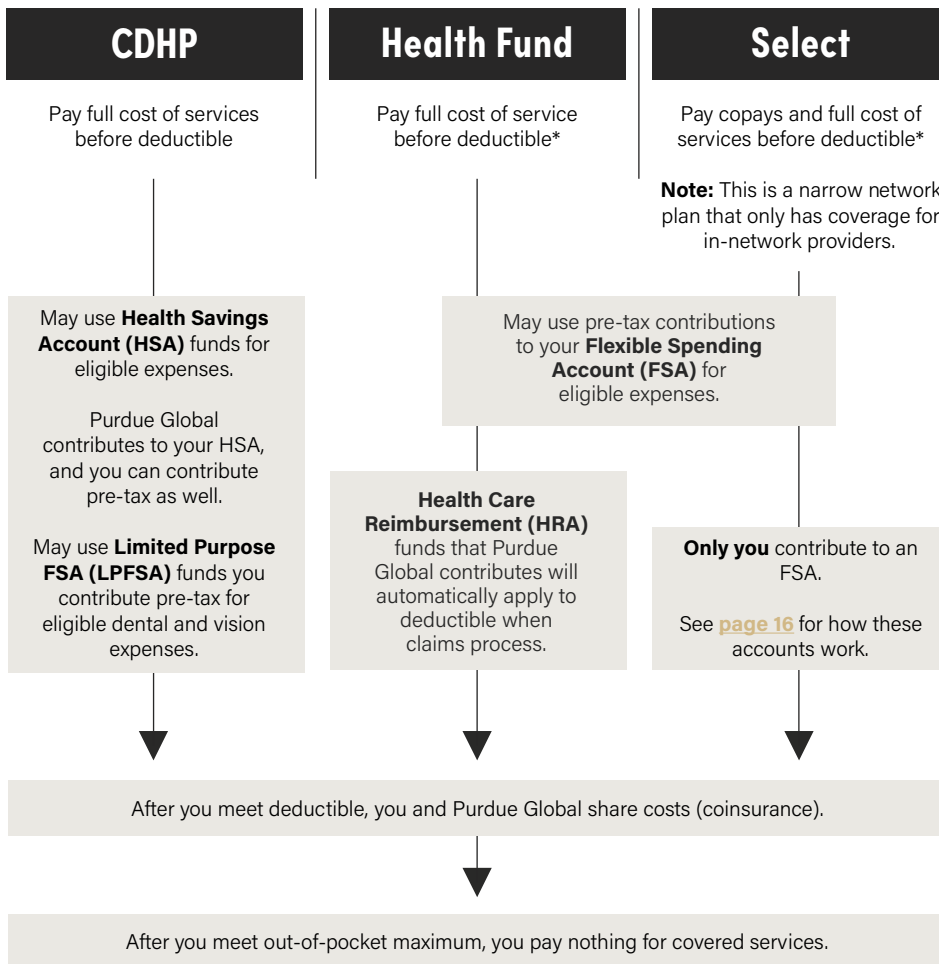 CDHP
Pay full cost of services
before deductible
May use Health Savings
Account (HSA) funds for
eligible expenses.
Purdue Global
contributes to your HSA,
and you can contribute
pre-tax as well.
May use Limited Purpose
FSA (LPFSA) funds you
contribute pre-tax for
eligible dental and vision
expenses.
Health Fund
Pay full cost of service
before deductible*
May use pre-tax contributions
to your Flexible Spending
Account (FSA) for
eligible expenses.
Health Care
Reimbursement (HRA)
funds that Purdue
Global contributes will
automatically apply to
deductible when
claims process.
Select
Pay copays and full cost of
services before deductible*
Note: This is a narrow network
plan that only has coverage for
in-network providers.
Only you contribute to an
FSA.
See page 16 for how these
accounts work.
After you meet deductible, you and Purdue Global share costs (coinsurance).
After you meet out-of-pocket maximum, you pay nothing for covered services.